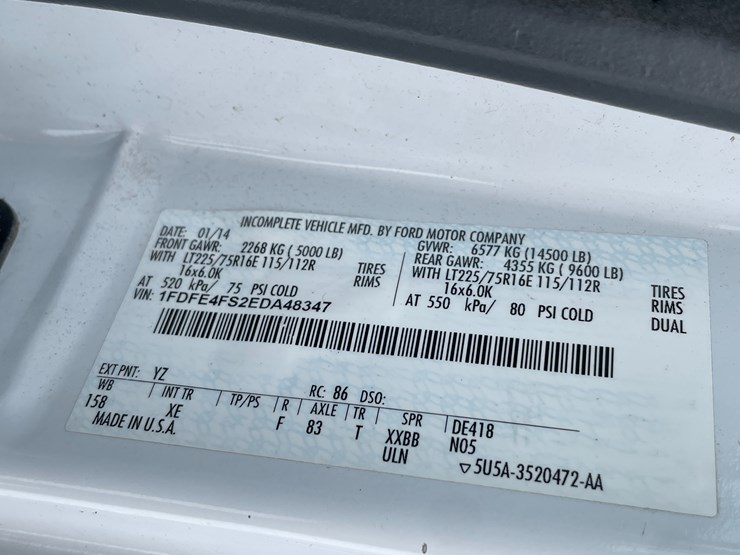 INCOMPLETE VEHICLE MFD. BY FORD MOTOR COMPANY
DATE: 01/14 GVWR: 6577 KG (14500 LB)
FRONT GAWR: 2268 KG ( 5000 LB) REAR GAWR: 4355 KG ( 9600 LB)
WITH LT225/75R16E 115/112R TIRES WITH LT225/75R16E 115/112R TIRES
16x6.0K RIMS 16x6.0K RIMS
AT 520 kPa/ 75 PSI COLD AT 550 kPa/ 80 PSI COLD DUAL
VIN: 1FDFE4FS2EDA48347
EXT PNT: YZ RC: 86 DSO:
WB INT TR TP/PS R AXLE TR SPR DE418
158 XE F 83 T XXBB N05
MADE IN U.S.A. ULN ▽5U5A-3520472-AA